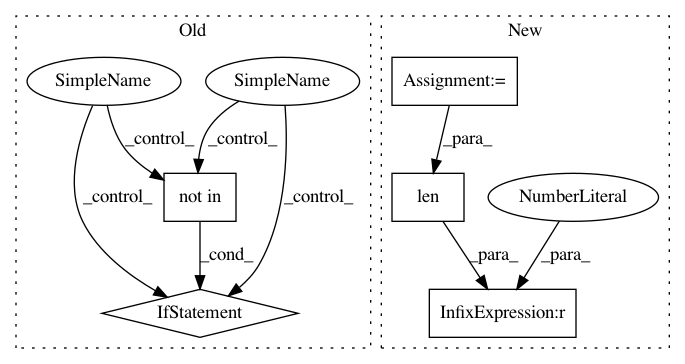 Old
New
SimpleName
SimpleName
Assignment:=
_control_
_control_
_para_
_control_
not in
_control_
len
NumberLiteral
_cond_
_para_
_para_
IfStatement
InfixExpression:r